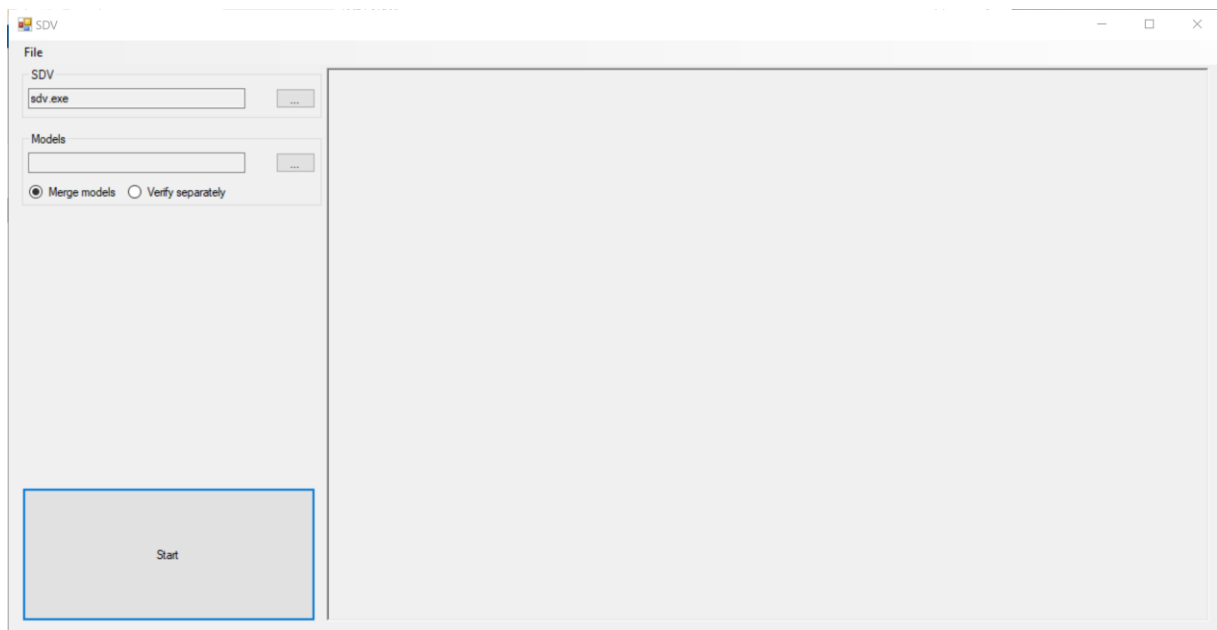 SDV
File
SDV
sdv.exe
...
Models
...
Merge models Verify separately
Start